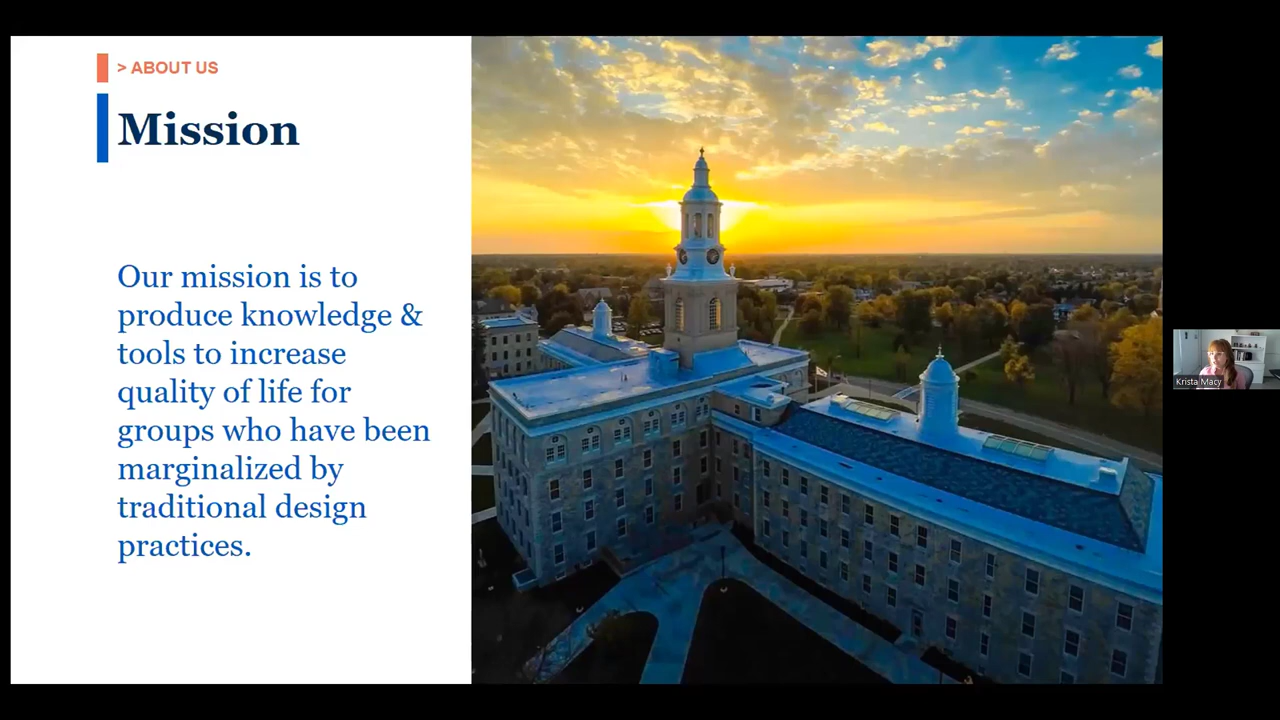 > ABOUT US
Mission
Our mission is to
produce knowledge &
tools to increase
quality of life for
groups who have been
marginalized by
traditional design
practices.
Krista Macy